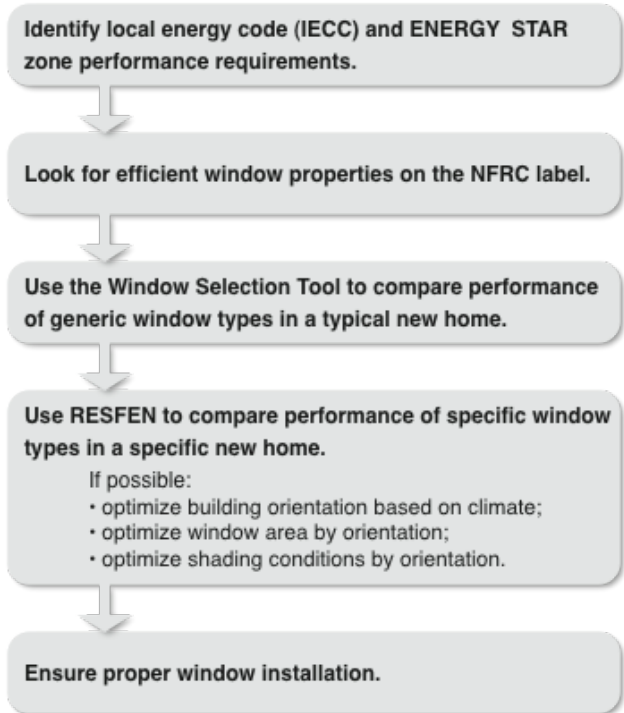 Identify local energy code (IECC) and ENERGY STAR
zone performance requirements.
Look for efficient window properties on the NFRC label.
Use the Window Selection Tool to compare performance
of generic window types in a typical new home.
Use RESFEN to compare performance of specific window
types in a specific new home.
If possible:
• optimize building orientation based on climate;
• optimize window area by orientation;
• optimize shading conditions by orientation.
Ensure proper window installation.